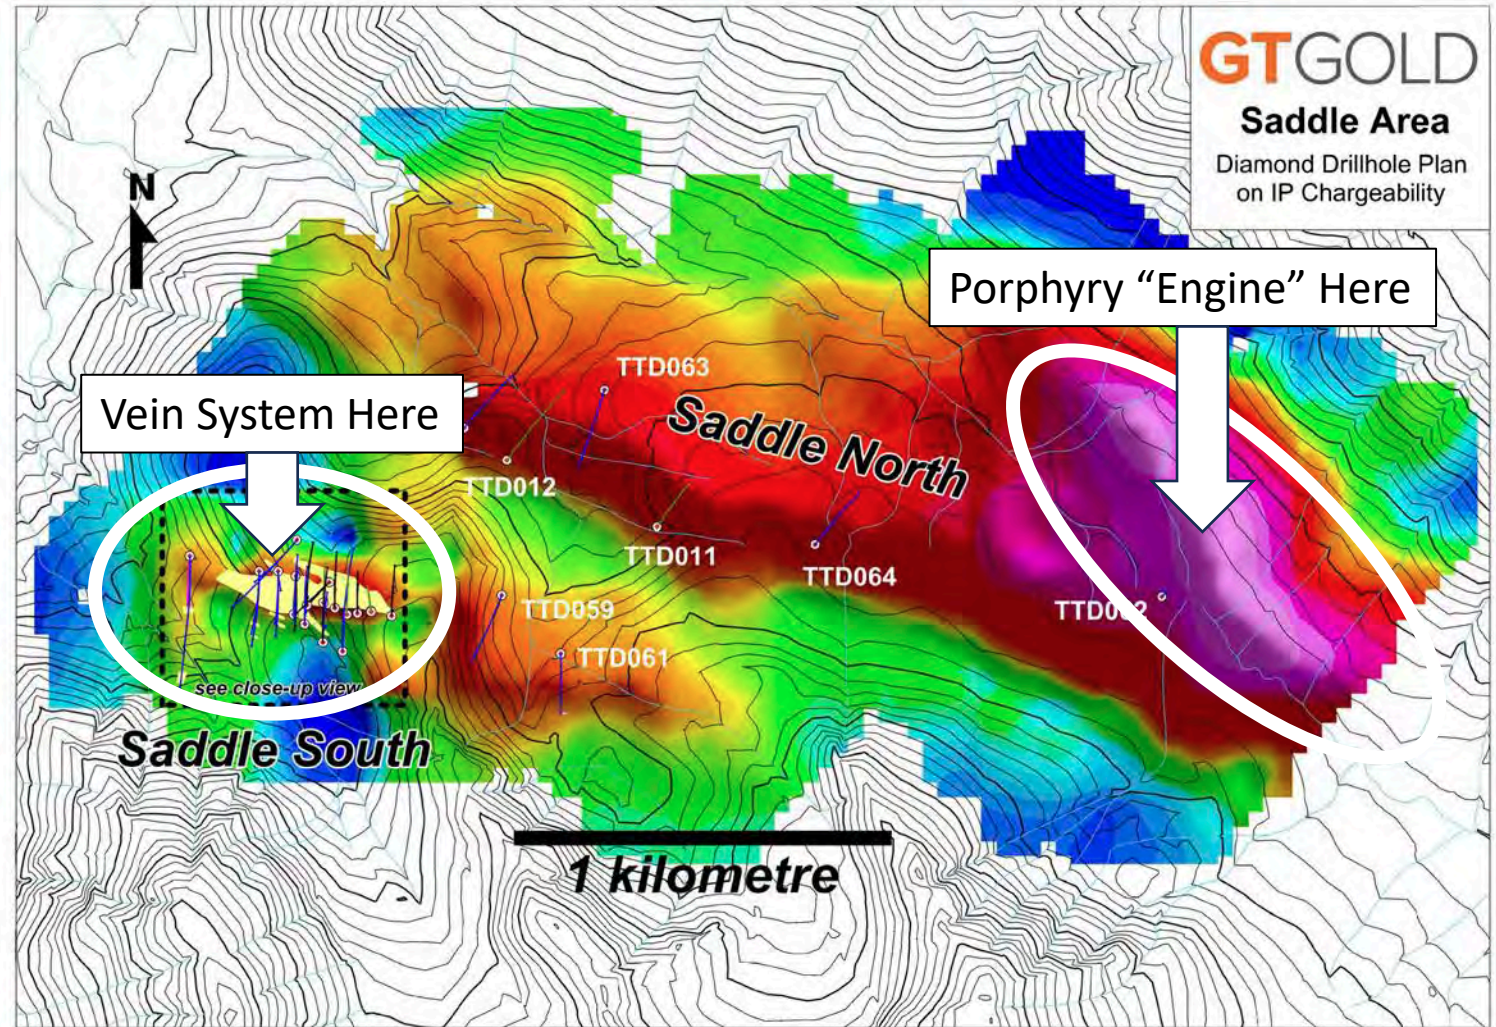 GTGOLD
Saddle Area
Diamond Drillhole Plan
on IP Chargeability
N
Porphyry “Engine” Here
Vein System Here
TTD063
Saddle North
TTD012
TTD011
TTD064
TTD059
TTD062
TTD061
see close-up view
Saddle South
1 kilometre